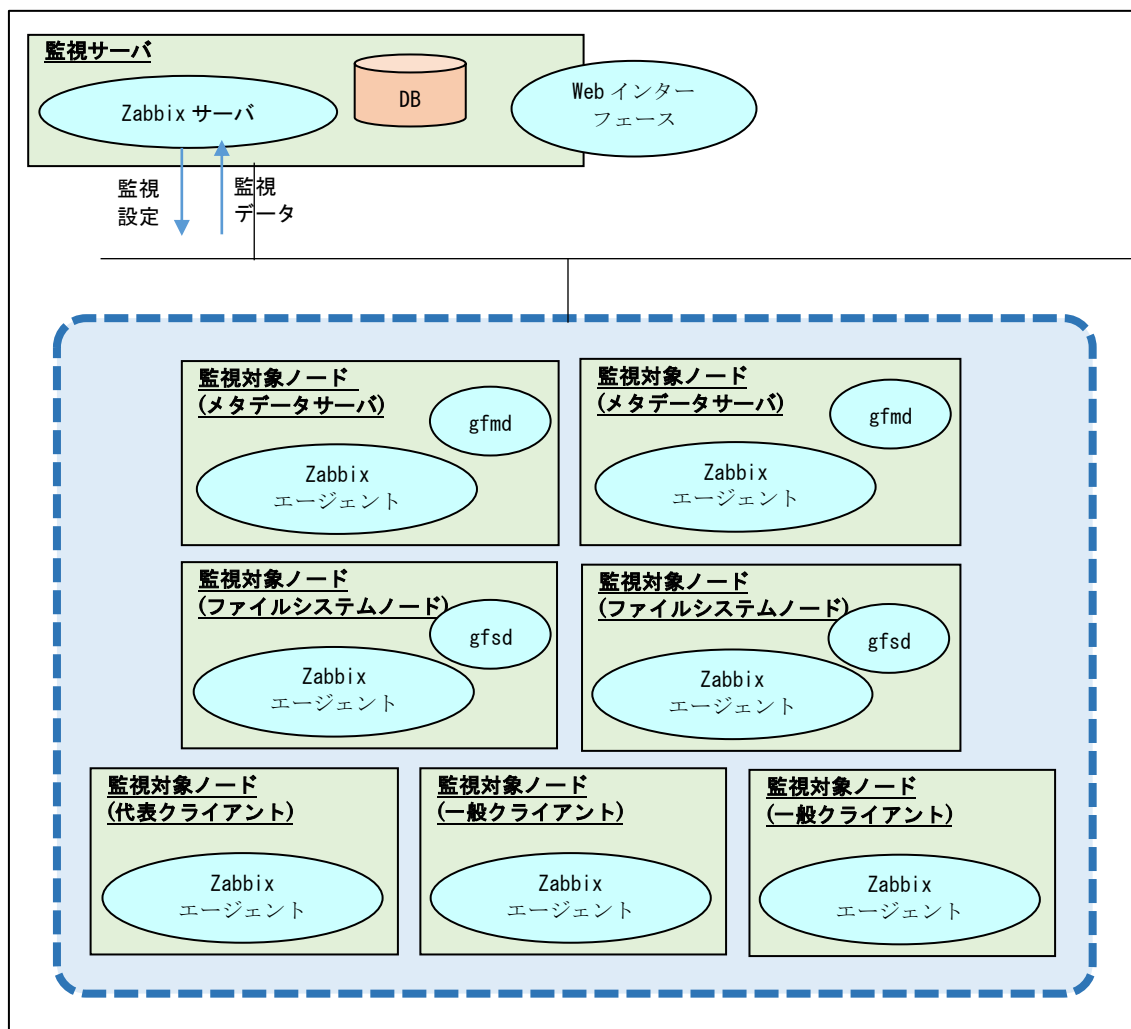 監視サーバ
Zabbix サーバ
DB
Web インター
フェース
監視
設定
監視
データ
監視対象ノード
(メタデータサーバ)
gfmd
Zabbix
エージェント
監視対象ノード
(メタデータサーバ)
gfmd
Zabbix
エージェント
監視対象ノード
(ファイルシステムノード)
gfsd
Zabbix
エージェント
監視対象ノード
(ファイルシステムノード)
gfsd
Zabbix
エージェント
監視対象ノード
(代表クライアント)
Zabbix
エージェント
監視対象ノード
(一般クライアント)
Zabbix
エージェント
監視対象ノード
(一般クライアント)
Zabbix
エージェント